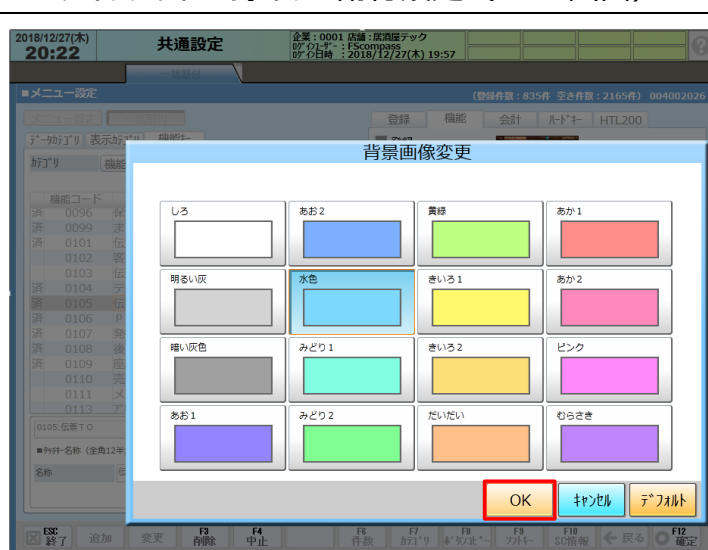 2018/12/27(木)
20:22
共通設定
企業：0001 店舗：居酒屋テック
ﾛｸﾞｲﾝﾕｰｻﾞｰ：FScompass
ﾛｸﾞｲﾝ日時 ：2018/12/27(木) 19:57
■メニュー設定
(登録件数：835件 空き件数：2165件) 004002026
登録 機能 会計 ﾊｰﾄﾞｷｰ HTL200
ﾃﾞｰﾀｶﾃｺﾞﾘ
ｶﾃｺﾞﾘ 機能
機能コード
済 0096
済 0099
済 0101
0102
0103
済 0104
済 0105
済 0106
済 0107
済 0108
済 0109
0110
0111
0113
0105:伝票ＴＯ
名称
背景画像変更
しろ あお２ 黄緑 あか１
明るい灰 水色 きいろ１ あか２
暗い灰色 みどり１ きいろ２ ピンク
あお１ みどり２ だいだい むらさき
OK ｷｬﾝｾﾙ ﾃﾞﾌｫﾙﾄ
ESC 終了 追加 変更 F3 削除 F4 中止 F6 件数 F7 ｶﾃｺﾞﾘ F9 ｿﾌﾄｷｰ F10 SC情報 戻る F12 確定